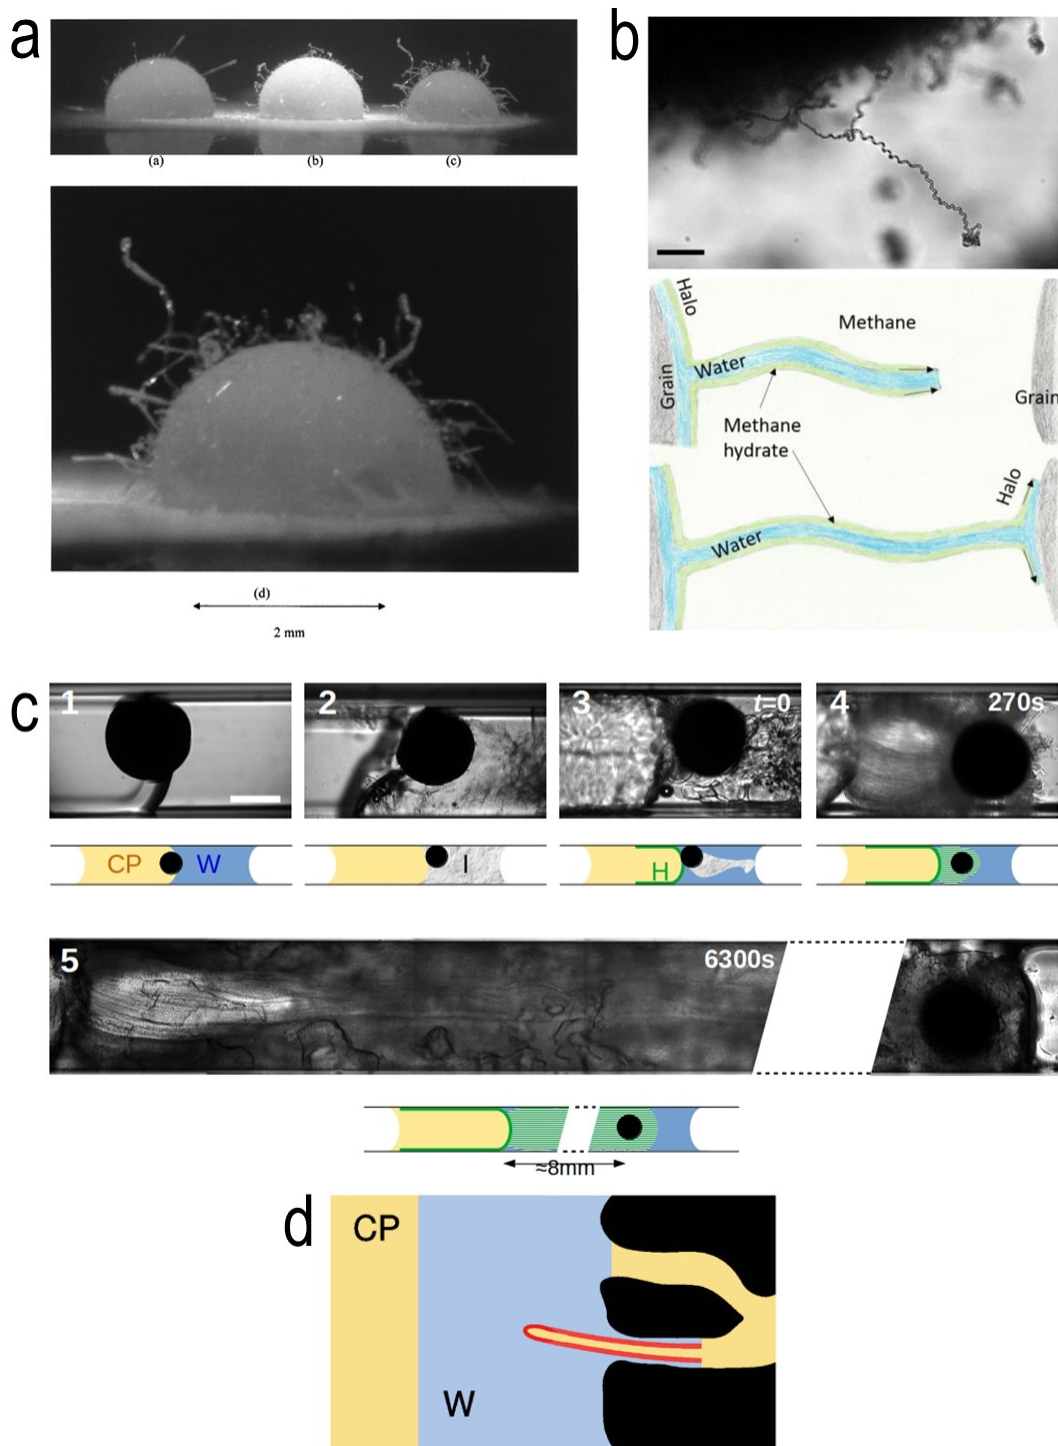 a
(a)
(b)
(c)
(d)
2 mm
b
Halo
Methane
Water
Grain
Grain
Methane
hydrate
Halo
Water
c
1
2
3
t=0
4
270s
CP
W
I
H
5
6300s
≈8mm
d
CP
W